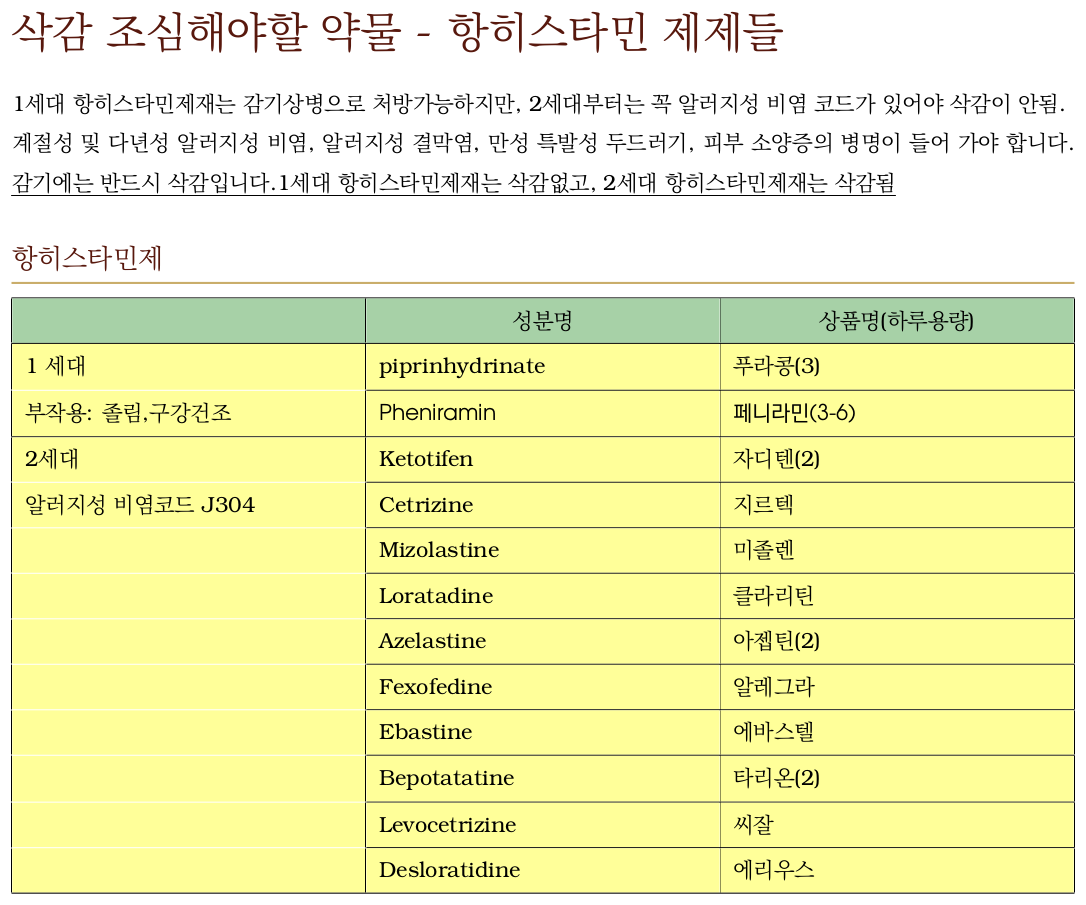 삭감 조심해야할 약물 - 항히스타민 제제들
1세대 항히스타민제재는 감기상병으로 처방가능하지만, 2세대부터는 꼭 알러지성 비염 코드가 있어야 삭감이 안됨.
계절성 및 다년성 알러지성 비염, 알러지성 결막염, 만성 특발성 두드러기, 피부 소양증의 병명이 들어 가야 합니다.
감기에는 반드시 삭감입니다.1세대 항히스타민제재는 삭감없고, 2세대 항히스타민제재는 삭감됨
항히스타민제
성분명 상품명(하루용량)
1 세대 piprinhydrinate 푸라콩(3)
부작용: 졸림,구강건조 Pheniramin 페니라민(3-6)
2세대 Ketotifen 자디텐(2)
알러지성 비염코드 J304 Cetrizine 지르텍
Mizolastine 미졸렌
Loratadine 클라리틴
Azelastine 아젭틴(2)
Fexofedine 알레그라
Ebastine 에바스텔
Bepotatatine 타리온(2)
Levocetrizine 씨잘
Desloratidine 에리우스